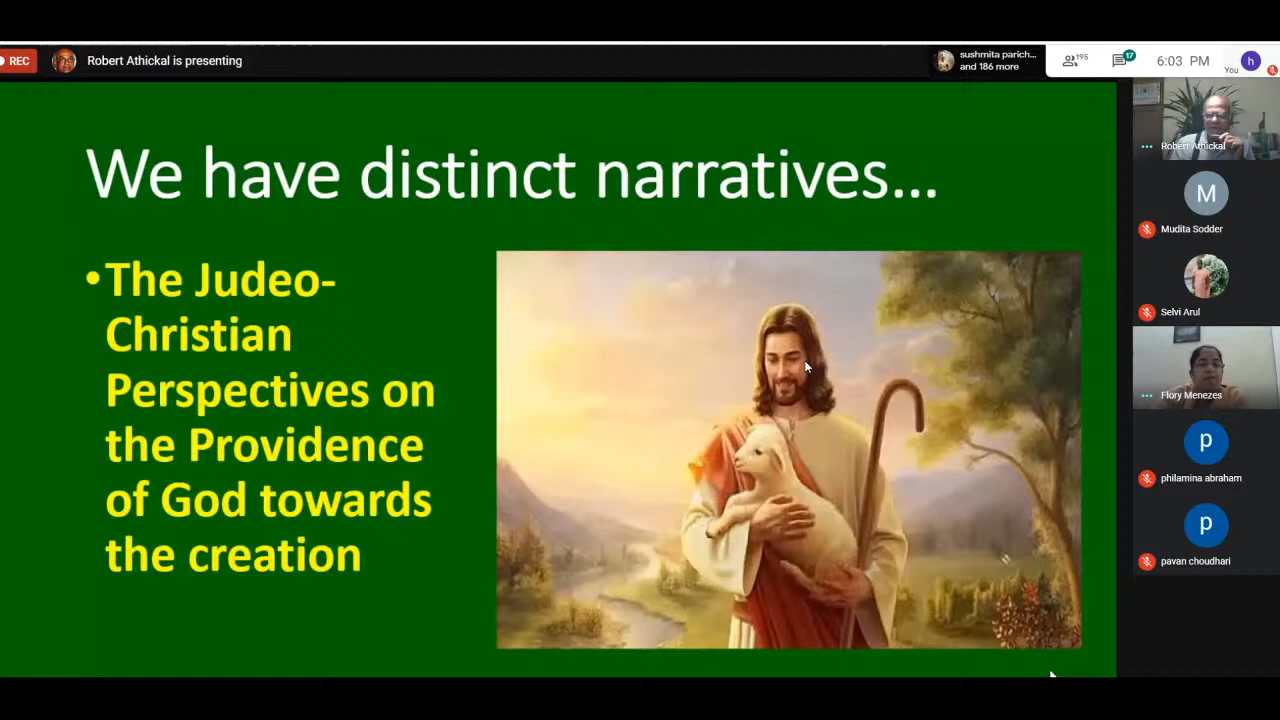 REC
Robert Athickal is presenting
sushmita parich...
and 186 more
195
17
6:03 PM
You
h
We have distinct narratives...
•The Judeo-
Christian
Perspectives on
the Providence
of God towards
the creation
Robert Athickal
M
Mudita Sodder
Selvi Arul
Flory Menezes
p
philamina abraham
p
pavan choudhari